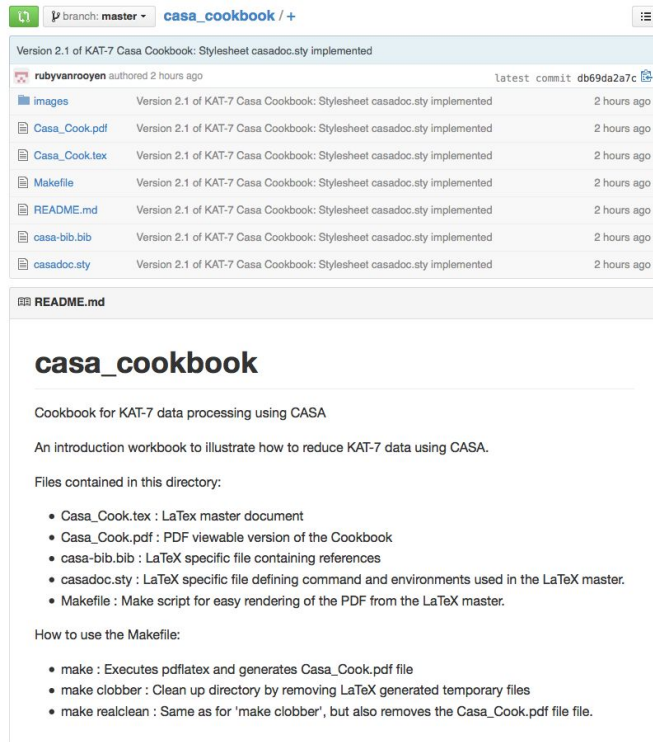 branch: master casa_cookbook / +
Version 2.1 of KAT-7 Casa Cookbook: Stylesheet casadoc.sty implemented
rubyvanrooyen authored 2 hours ago latest commit db69da2a7c
images Version 2.1 of KAT-7 Casa Cookbook: Stylesheet casadoc.sty implemented 2 hours ago
Casa_Cook.pdf Version 2.1 of KAT-7 Casa Cookbook: Stylesheet casadoc.sty implemented 2 hours ago
Casa_Cook.tex Version 2.1 of KAT-7 Casa Cookbook: Stylesheet casadoc.sty implemented 2 hours ago
Makefile Version 2.1 of KAT-7 Casa Cookbook: Stylesheet casadoc.sty implemented 2 hours ago
README.md Version 2.1 of KAT-7 Casa Cookbook: Stylesheet casadoc.sty implemented 2 hours ago
casa-bib.bib Version 2.1 of KAT-7 Casa Cookbook: Stylesheet casadoc.sty implemented 2 hours ago
casadoc.sty Version 2.1 of KAT-7 Casa Cookbook: Stylesheet casadoc.sty implemented 2 hours ago
README.md
casa_cookbook
Cookbook for KAT-7 data processing using CASA
An introduction workbook to illustrate how to reduce KAT-7 data using CASA.
Files contained in this directory:
• Casa_Cook.tex : LaTex master document
• Casa_Cook.pdf : PDF viewable version of the Cookbook
• casa-bib.bib : LaTeX specific file containing references
• casadoc.sty : LaTeX specific file defining command and environments used in the LaTeX master.
• Makefile : Make script for easy rendering of the PDF from the LaTeX master.
How to use the Makefile:
• make : Executes pdflatex and generates Casa_Cook.pdf file
• make clobber : Clean up directory by removing LaTeX generated temporary files
• make realclean : Same as for 'make clobber', but also removes the Casa_Cook.pdf file file.